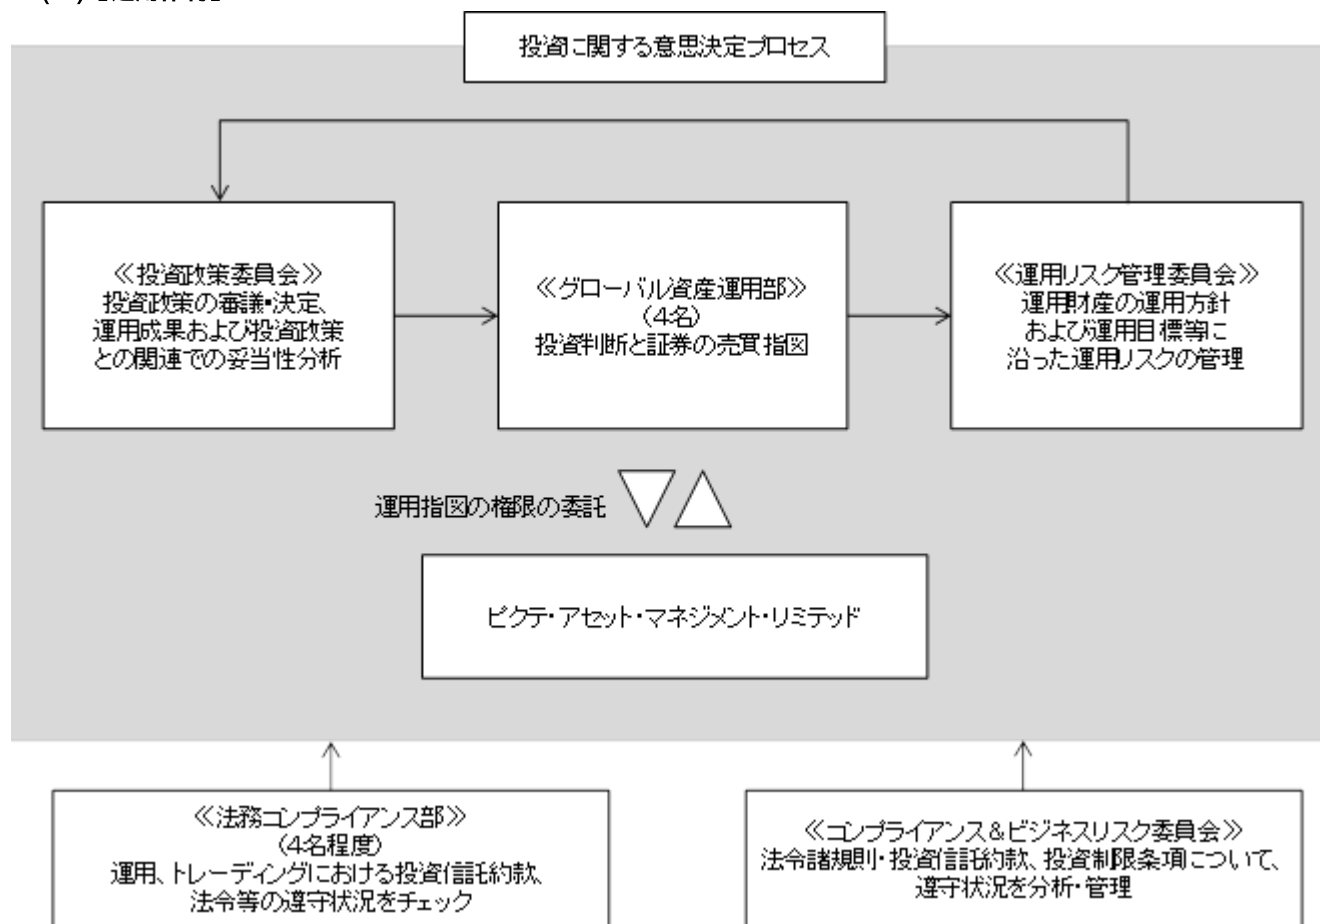 投資に関する意思決定プロセス
≪投資政策委員会≫
投資政策の審議・決定、
運用成果および投資政策
との関連での妥当性分析
≪グローバル資産運用部≫
(4名)
投資判断と証券の売買指図
≪運用リスク管理委員会≫
運用財産の運用方針
および運用目標等に
沿った運用リスクの管理
運用指図の権限の委託
ピクテ・アセット・マネジメント・リミテッド
≪法務コンプライアンス部≫
(4名程度)
運用、トレーディングにおける投資信託約款、
法令等の遵守状況をチェック
≪コンプライアンス&ビジネスリスク委員会≫
法令諸規則・投資信託約款、投資制限条項について、
遵守状況を分析・管理